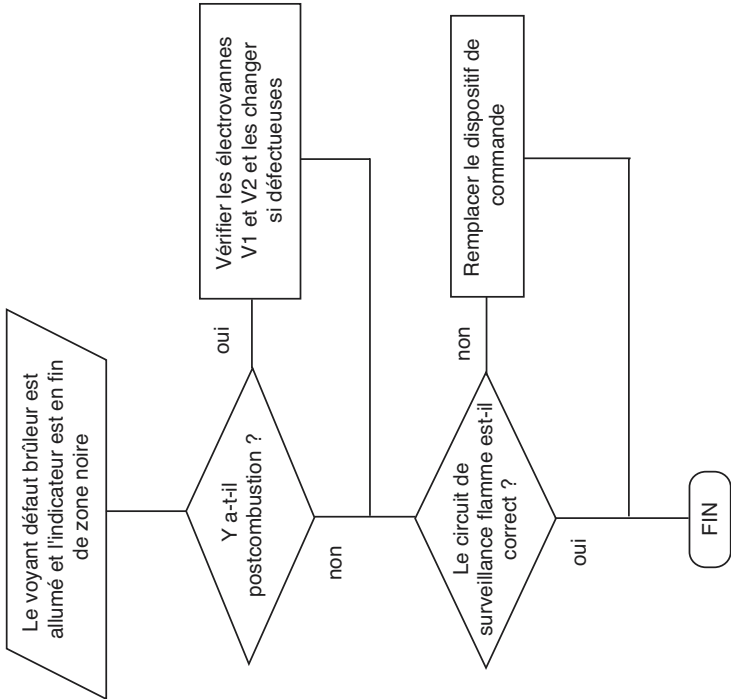 Le voyant défaut brûleur est
allumé et l'indicateur est en fin
de zone noire
Y a-t-il
postcombustion ?
oui
Vérifier les électrovannes
V1 et V2 et les changer
si défectueuses
non
Le circuit de
surveillance flamme est-il
correct ?
non
Remplacer le dispositif de
commande
oui
FIN